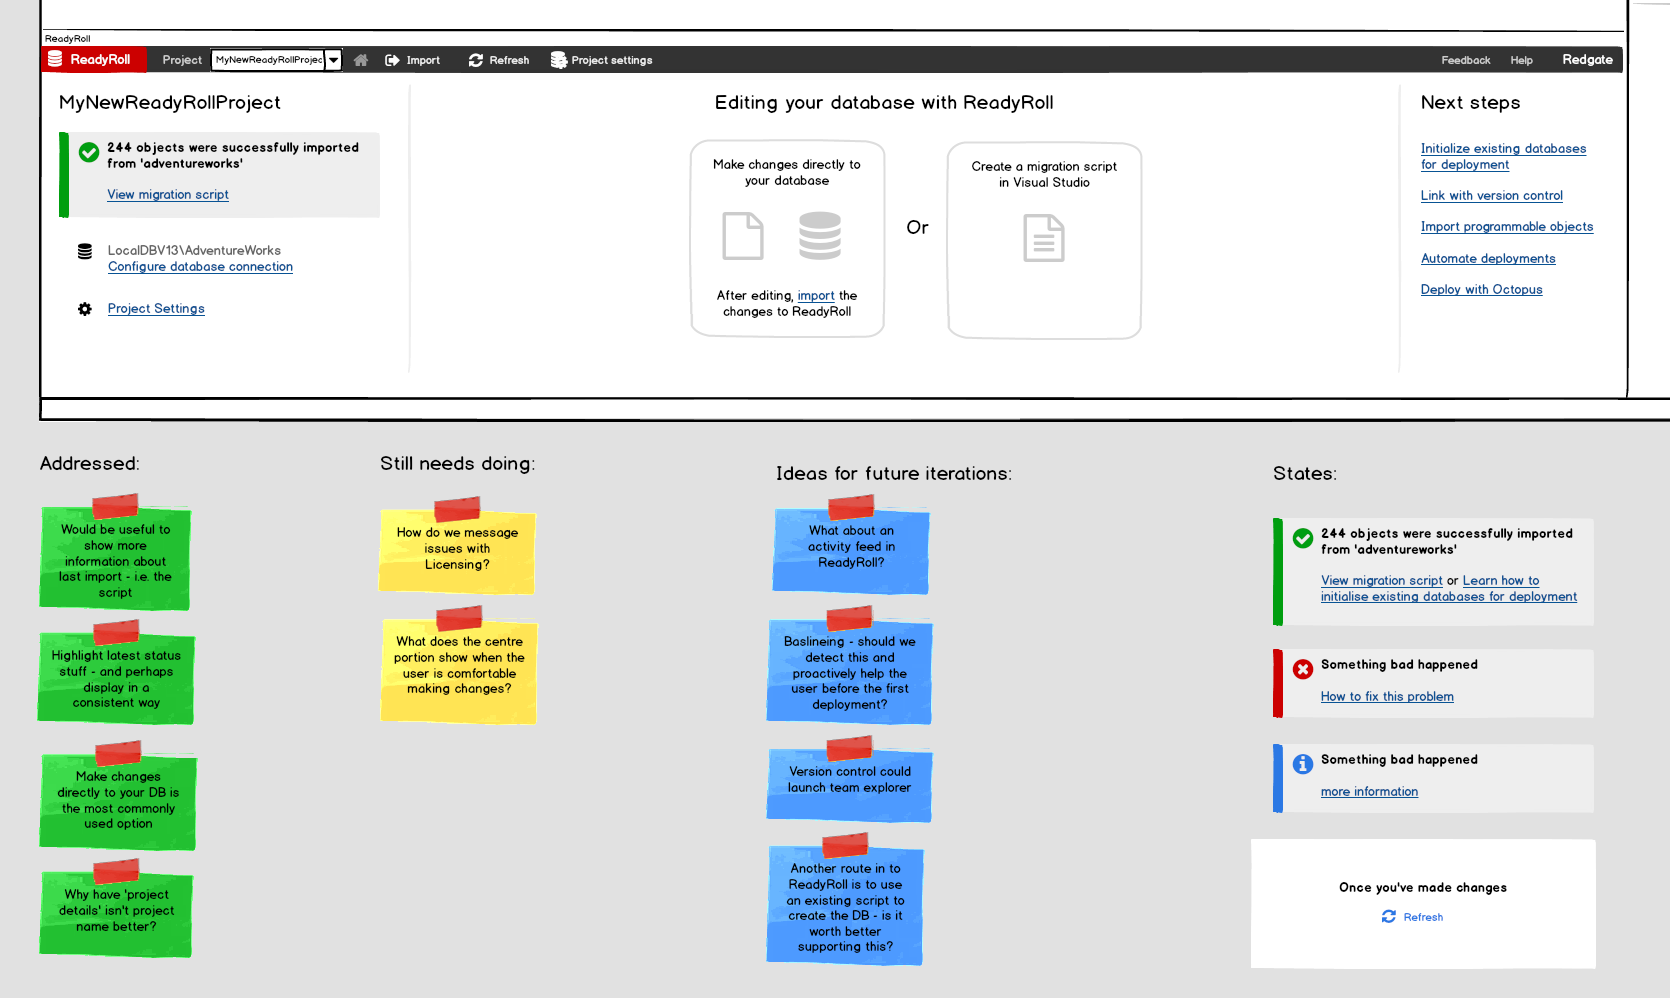 ReadyRoll
ReadyRoll
Project
MyNewReadyRollProjec
Import
Refresh
Project settings
Feedback
Help
Redgate
MyNewReadyRollProject
244 objects were successfully imported
from 'adventureworks'
View migration script
LocalDBV13\AdventureWorks
Configure database connection
Project Settings
Editing your database with ReadyRoll
Make changes directly to
your database
After editing, import the
changes to ReadyRoll
Or
Create a migration script
in Visual Studio
Next steps
Initialize existing databases
for deployment
Link with version control
Import programmable objects
Automate deployments
Deploy with Octopus
Addressed:
Would be useful to
show more
information about
last import - i.e. the
script
Highlight latest status
stuff - and perhaps
display in a
consistent way
Make changes
directly to your DB is
the most commonly
used option
Why have 'project
details' isn't project
name better?
Still needs doing:
How do we message
issues with
Licensing?
What does the centre
portion show when the
user is comfortable
making changes?
Ideas for future iterations:
What about an
activity feed in
ReadyRoll?
Baslineing - should we
detect this and
proactively help the
user before the first
deployment?
Version control could
launch team explorer
Another route in to
ReadyRoll is to use
an existing script to
create the DB - is it
worth better
supporting this?
States:
244 objects were successfully imported
from 'adventureworks'
View migration script or Learn how to
initialise existing databases for deployment
Something bad happened
How to fix this problem
Something bad happened
more information
Once you've made changes
Refresh